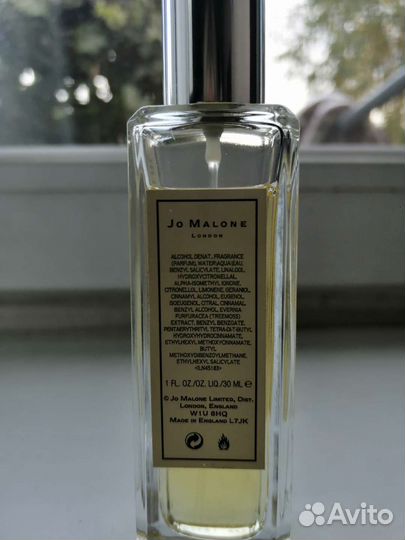 JO MALONE
LONDON
ALCOHOL DENAT., FRAGRANCE
(PARFUM), WATER\AQUA\EAU,
BENZYL SALICYLATE, LINALOOL,
HYDROXYCITRONELLAL,
ALPHA-ISOMETHYL IONONE,
CITRONELLOL, LIMONENE, GERANIOL,
CINNAMYL ALCOHOL, EUGENOL,
ISOEUGENOL, CITRAL, CINNAMAL,
BENZYL ALCOHOL, EVERNIA
FURFURACEA (TREEMOSS)
EXTRACT, BENZYL BENZOATE,
PENTAERYTHRITYL TETRA-DI-T-BUTYL
HYDROXYHYDROCINNAMATE,
ETHYLHEXYL METHOXYCINNAMATE,
BUTYL
METHOXYDIBENZOYLMETHANE,
ETHYLHEXYL SALICYLATE
<ILN45183>
1 FL. OZ./OZ. LIQ./30 ML e
© JO MALONE LIMITED, DIST.
LONDON, ENGLAND
W1U 8HQ
MADE IN ENGLAND L7JK
Avito